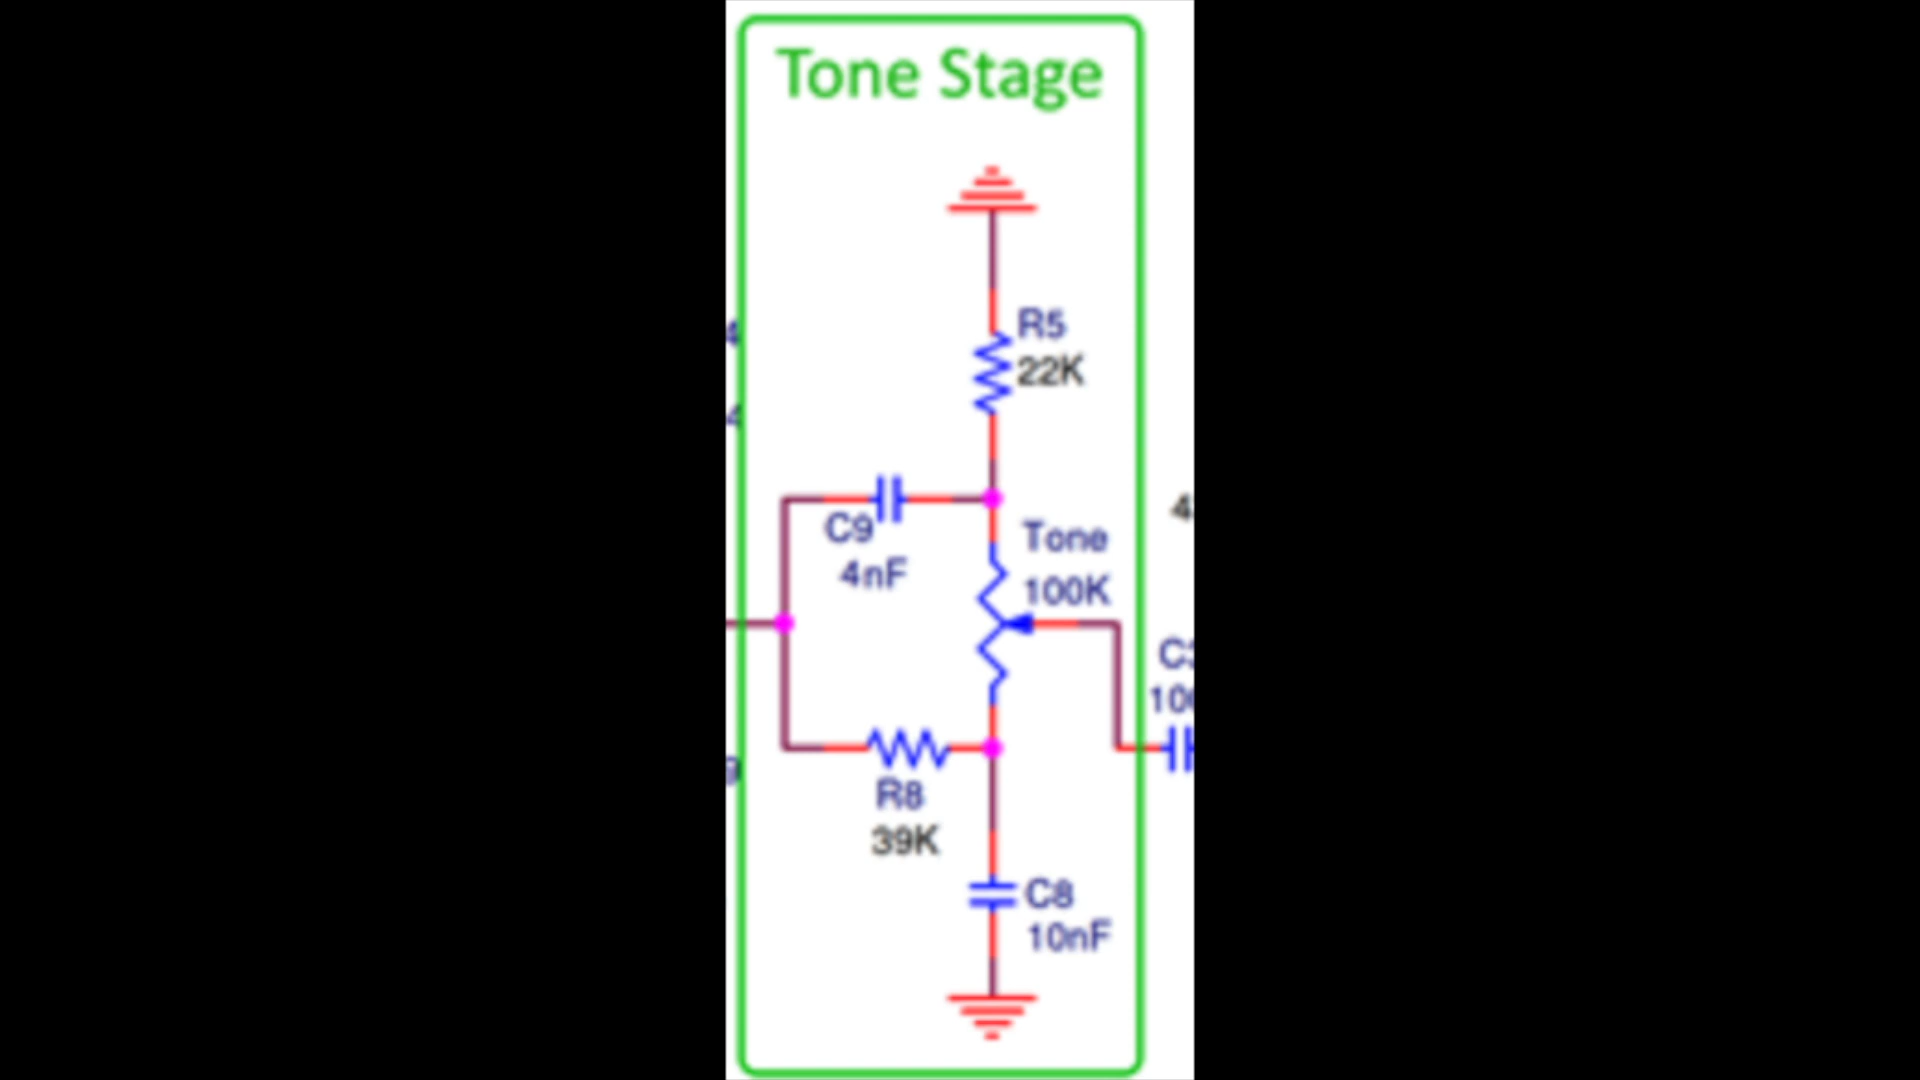 Tone Stage
R5
22K
C9
4nF
Tone
100K
R8
39K
C8
10nF